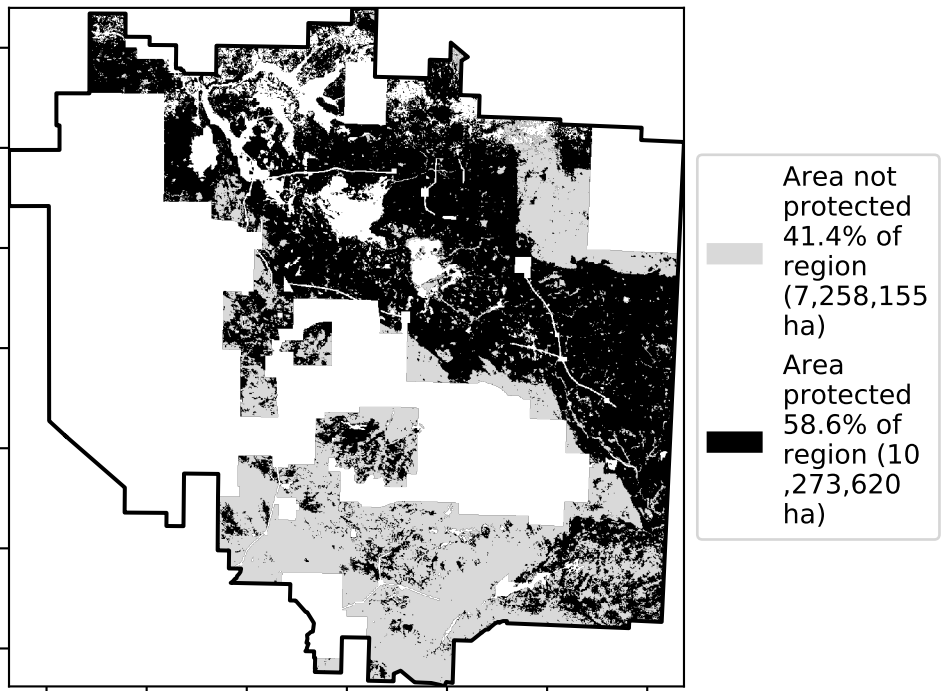 Area not
protected
41.4% of
region
(7,258,155
ha)
Area
protected
58.6% of
region (10
,273,620
ha)